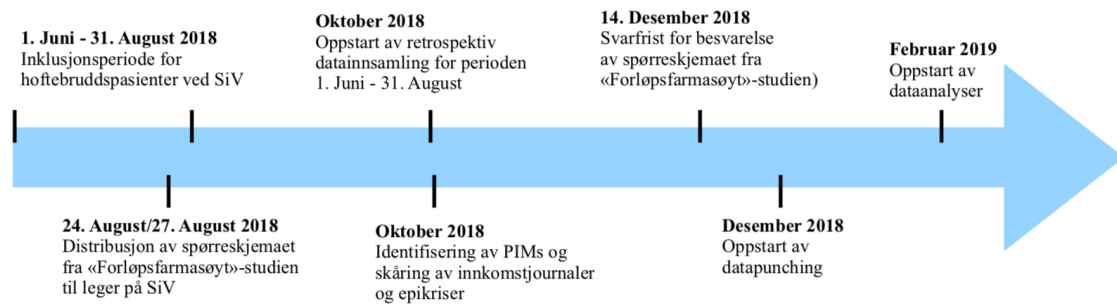 1. Juni - 31. August 2018
Inklusjonsperiode for
hoftebruddspasienter ved SiV
Oktober 2018
Oppstart av retrospektiv
datainnsamling for perioden
1. Juni - 31. August
14. Desember 2018
Svarfrist for besvarelse
av spørreskjemaet fra
«Forløpsfarmasøyt»-studien)
Februar 2019
Oppstart av
dataanalyser
24. August/27. August 2018
Distribusjon av spørreskjemaet
fra «Forløpsfarmasøyt»-studien
til leger på SiV
Oktober 2018
Identifisering av PIMs og
skåring av innkomstjournaler
og epikriser
Desember 2018
Oppstart av
datapunching